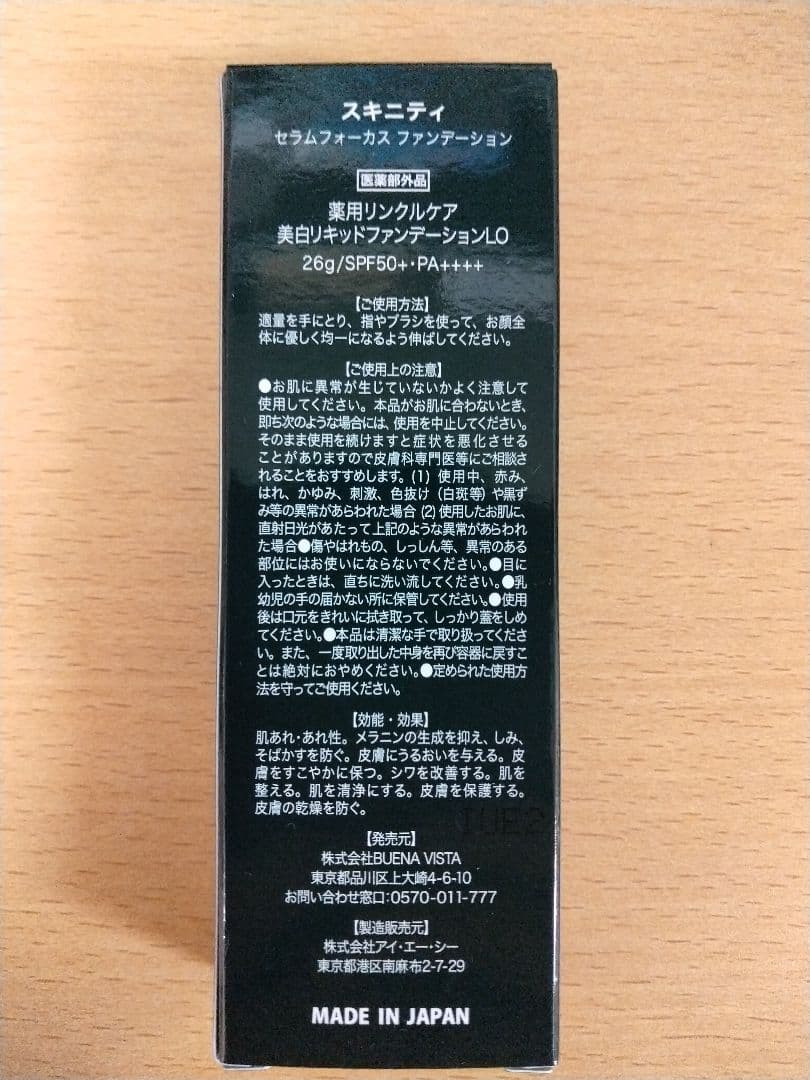 スキニティ
セラムフォーカス ファンデーション
医薬部外品
薬用リンクルケア
美白リキッドファンデーションLO
26g/SPF50+・PA++++
【ご使用方法】
適量を手にとり、指やブラシを使って、お顔全
体に優しく均一になるよう伸ばしてください。
【ご使用上の注意】
●お肌に異常が生じていないかよく注意して
使用してください。本品がお肌に合わないとき、
即ち次のような場合には、使用を中止してください。
そのまま使用を続けますと症状を悪化させる
ことがありますので皮膚科専門医等にご相談さ
れることをおすすめします。(1) 使用中、赤み、
はれ、かゆみ、刺激、色抜け（白斑等）や黒ず
み等の異常があらわれた場合 (2) 使用したお肌に、
直射日光があたって上記のような異常があらわれ
た場合●傷やはれもの、しっしん等、異常のある
部位にはお使いにならないでください。●目に
入ったときは、直ちに洗い流してください。●乳
幼児の手の届かない所に保管してください。●使用
後は口元をきれいに拭き取って、しっかり蓋をしめ
てください。●本品は清潔な手で取り扱ってくださ
い。また、一度取り出した中身を再び容器に戻すこ
とは絶対におやめください。●定められた使用方
法を守ってご使用ください。
【効能・効果】
肌あれ・あれ性。メラニンの生成を抑え、しみ、
そばかすを防ぐ。皮膚にうるおいを与える。皮
膚をすこやかに保つ。シワを改善する。肌を
整える。肌を清浄にする。皮膚を保護する。
皮膚の乾燥を防ぐ。
IUE2
【発売元】
株式会社BUENA VISTA
東京都品川区上大崎4-6-10
お問い合わせ窓口:0570-011-777
【製造販売元】
株式会社アイ・エー・シー
東京都港区南麻布2-7-29
MADE IN JAPAN